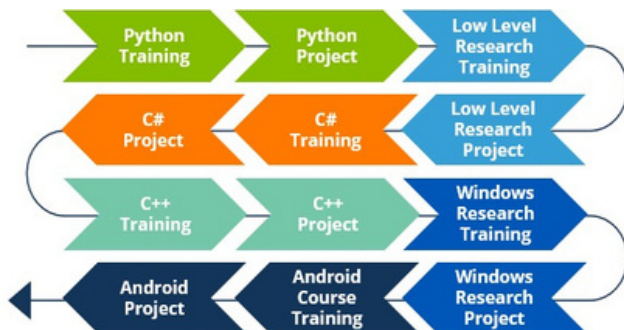 Python
Training
Python
Project
Low Level
Research
Training
Low Level
Research
Project
C#
Training
C#
Project
C++
Training
C++
Project
Windows
Research
Training
Windows
Research
Project
Android
Course
Training
Android
Project